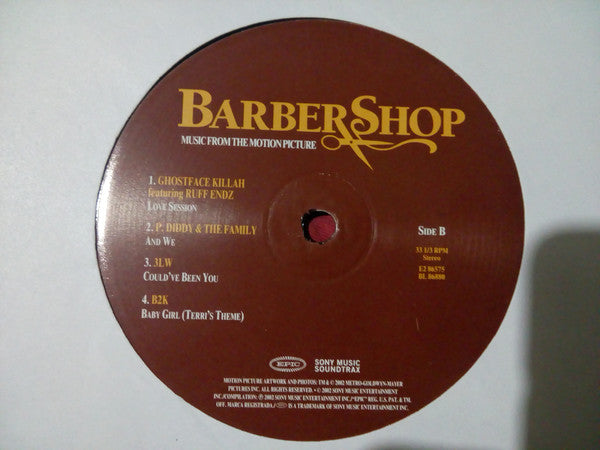 BARBERSHOP
MUSIC FROM THE MOTION PICTURE
1. GHOSTFACE KILLAH
featuring RUFF ENDZ
LOVE SESSION
2. P. DIDDY & THE FAMILY
AND WE
3. 3LW
COULD'VE BEEN YOU
4. B2K
BABY GIRL (TERRI'S THEME)
SIDE B
33 1/3 RPM
Stereo
E2 86575
BL 86880
EPIC
SONY MUSIC
SOUNDTRAX
MOTION PICTURE ARTWORK AND PHOTOS: TM & © 2002 METRO-GOLDWYN-MAYER
PICTURES INC. ALL RIGHTS RESERVED. • © 2002 SONY MUSIC ENTERTAINMENT
INC./COMPILATION: ℗ 2002 SONY MUSIC ENTERTAINMENT INC./"EPIC" REG. U.S. PAT. & TM.
OFF. MARCA REGISTRADA./ EPIC IS A TRADEMARK OF SONY MUSIC ENTERTAINMENT INC.